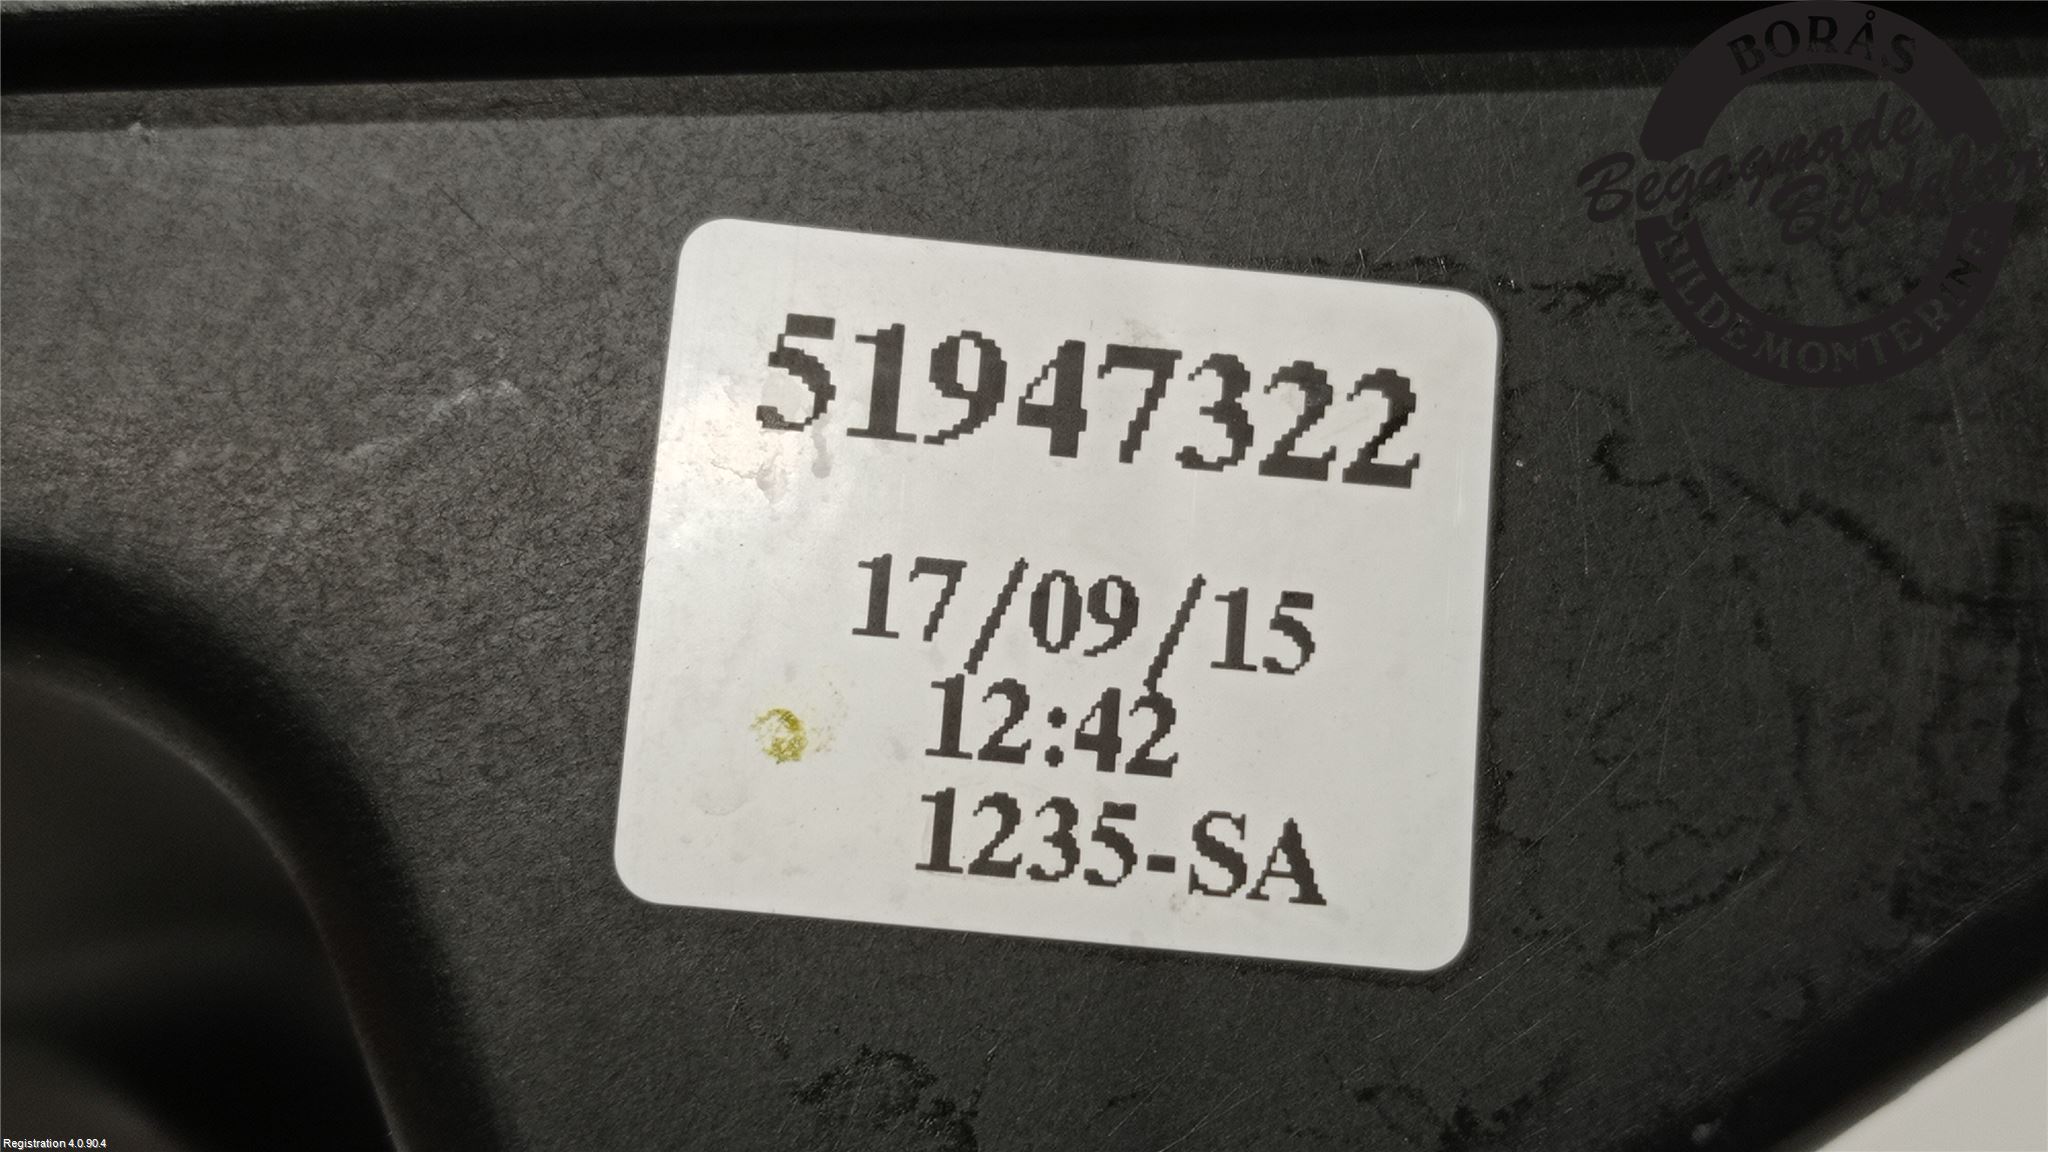 BORÅS
Begagnade
Bildelar
BILDEMONTERING
51947322
17/09/15
12:42
1235-SA
Registration 4.0.90.4